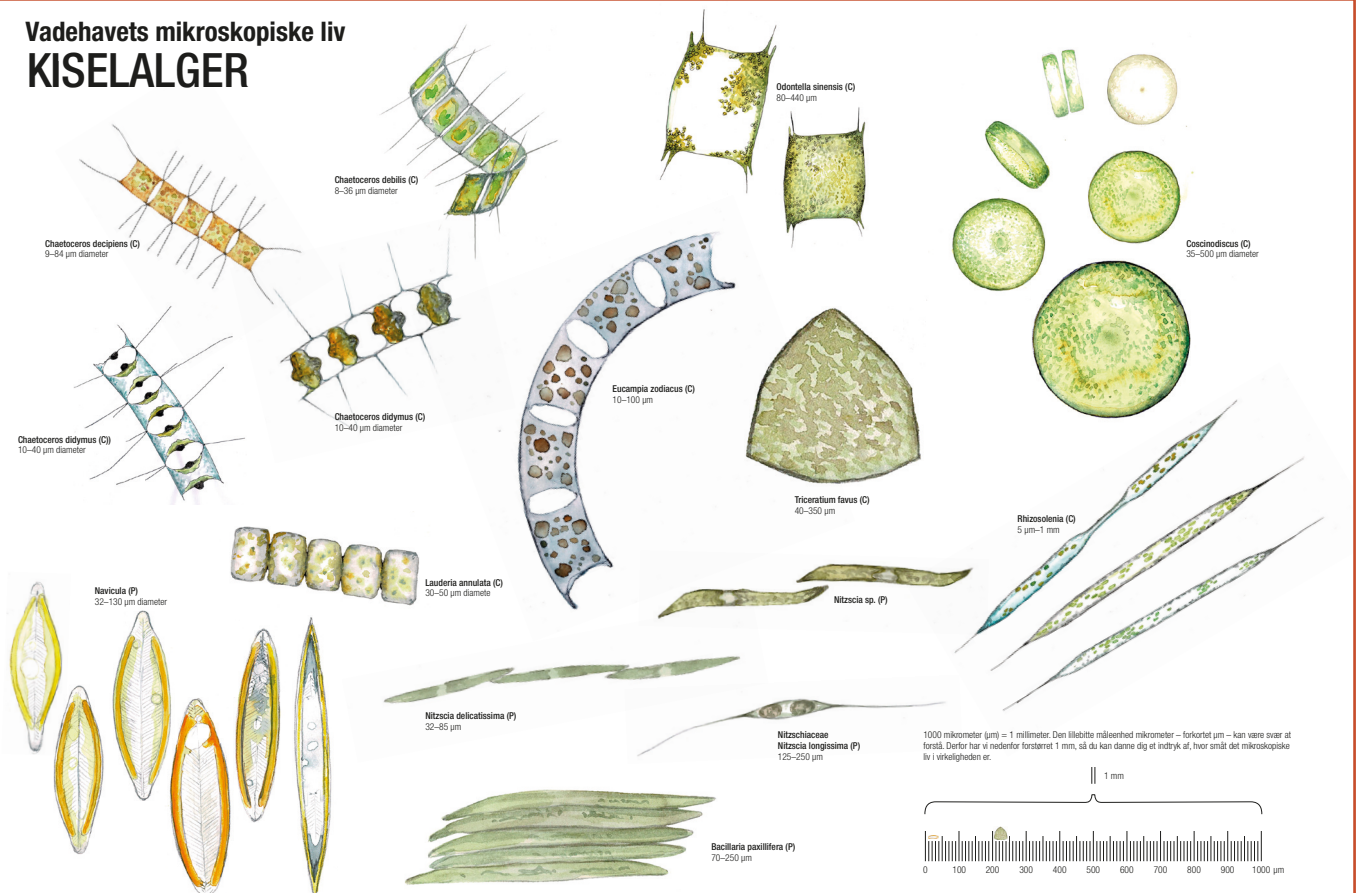 Vadehavets mikroskopiske liv
KISELALGER
Chaetoceros debilis (C)
8–36 µm diameter
Odontella sinensis (C)
80–440 µm
Chaetoceros decipiens (C)
9–84 µm diameter
Coscinodiscus (C)
35–500 µm diameter
Chaetoceros didymus (C)
10–40 µm diameter
Eucampia zodiacus (C)
10–100 µm
Chaetoceros didymus (C))
10–40 µm diameter
Triceratium favus (C)
40–350 µm
Rhizosolenia (C)
5 µm–1 mm
Lauderia annulata (C)
30–50 µm diamete
Navicula (P)
32–130 µm diameter
Nitzscia sp. (P)
Nitzscia delicatissima (P)
32–85 µm
Nitzschiaceae
Nitzscia longissima (P)
125–250 µm
Bacillaria paxillifera (P)
70–250 µm
1000 mikrometer (µm) = 1 millimeter. Den lillebitte måleenhed mikrometer – forkortet µm – kan være svær at
forstå. Derfor har vi nedenfor forstørret 1 mm, så du kan danne dig et indtryk af, hvor småt det mikroskopiske
liv i virkeligheden er.
1 mm
0 100 200 300 400 500 600 700 800 900 1000 µm